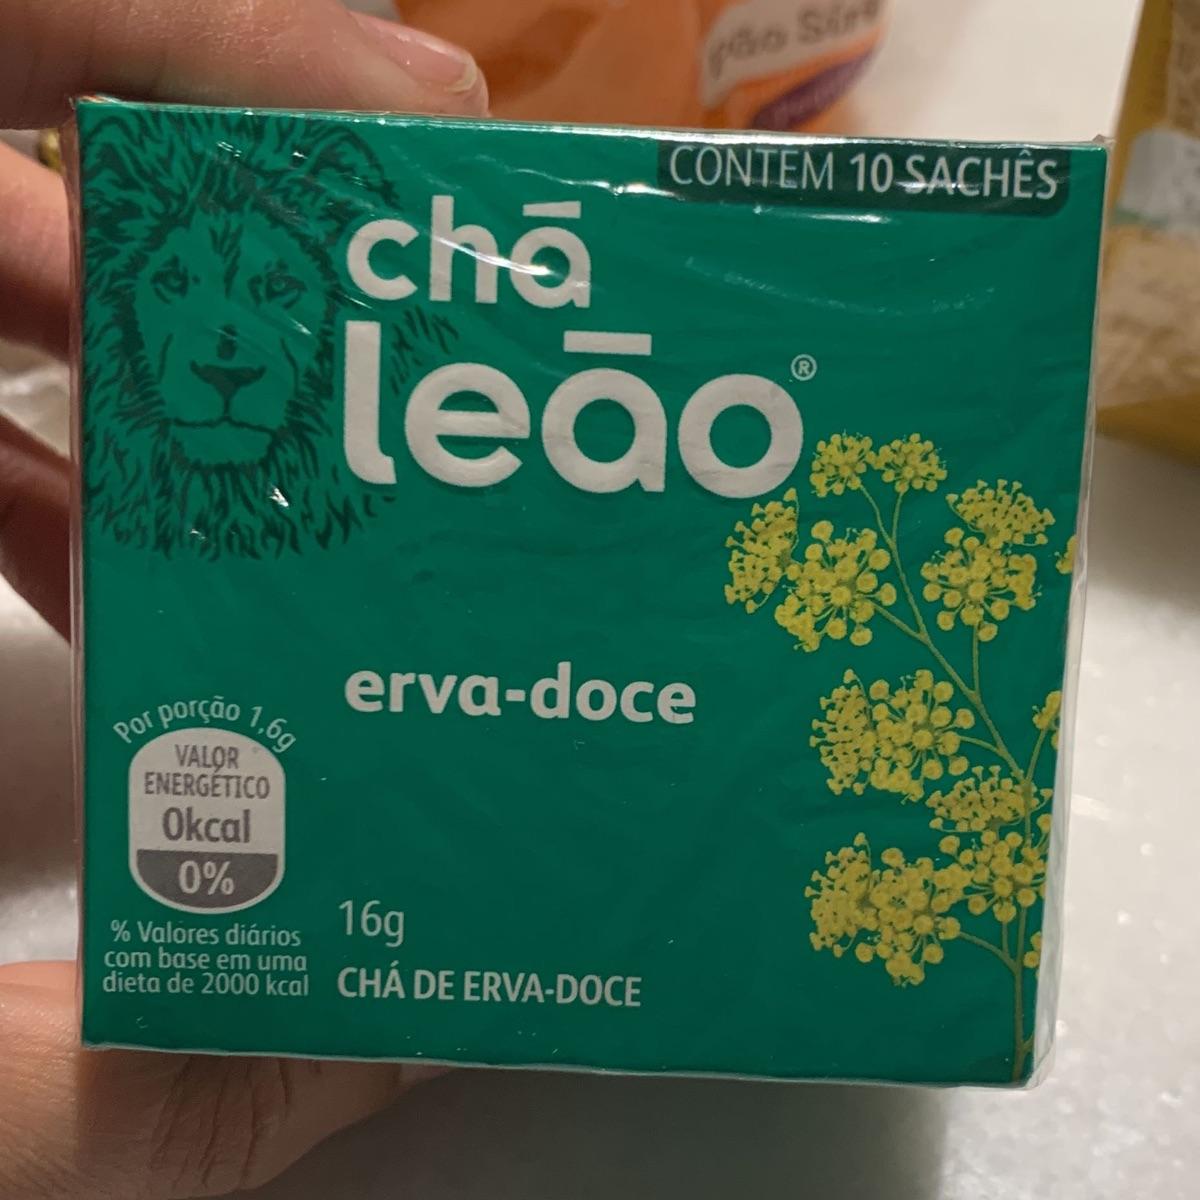 CONTÉM 10 SACHÊS
chá
leão®
erva-doce
Por porção 1,6g
VALOR
ENERGÉTICO
0kcal
0%
% Valores diários
com base em uma
dieta de 2000 kcal
16g
CHÁ DE ERVA-DOCE